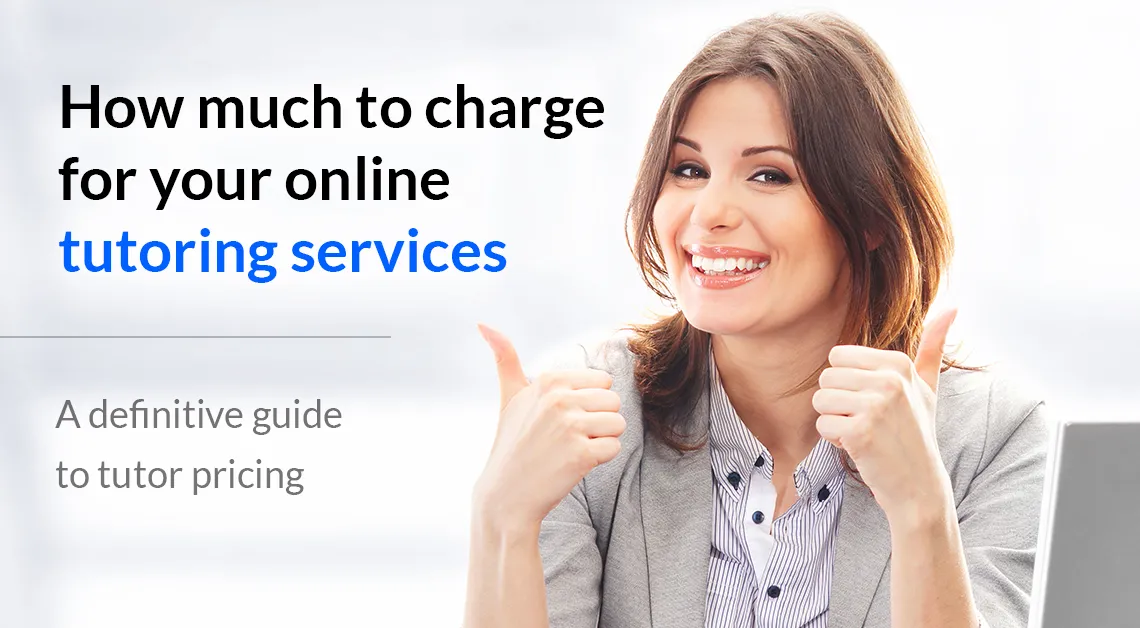 How much to charge
for your online
tutoring services
A definitive guide
to tutor pricing